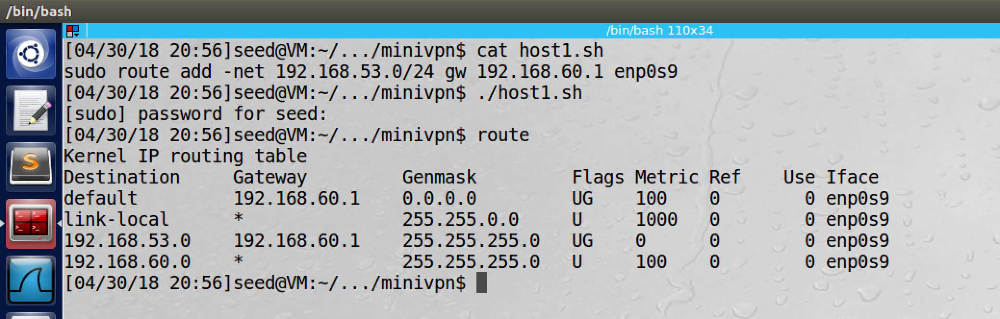 /bin/bash
/bin/bash 110x34
[04/30/18 20:56]seed@VM:~/.../minivpn$ cat host1.sh
sudo route add -net 192.168.53.0/24 gw 192.168.60.1 enp0s9
[04/30/18 20:56]seed@VM:~/.../minivpn$ ./host1.sh
[sudo] password for seed:
[04/30/18 20:56]seed@VM:~/.../minivpn$ route
Kernel IP routing table
Destination     Gateway         Genmask         Flags Metric Ref    Use Iface
default         192.168.60.1    0.0.0.0         UG    100    0        0 enp0s9
link-local      *               255.255.0.0     U     1000   0        0 enp0s9
192.168.53.0    192.168.60.1    255.255.255.0   UG    0      0        0 enp0s9
192.168.60.0    *               255.255.255.0   U     100    0        0 enp0s9
[04/30/18 20:56]seed@VM:~/.../minivpn$